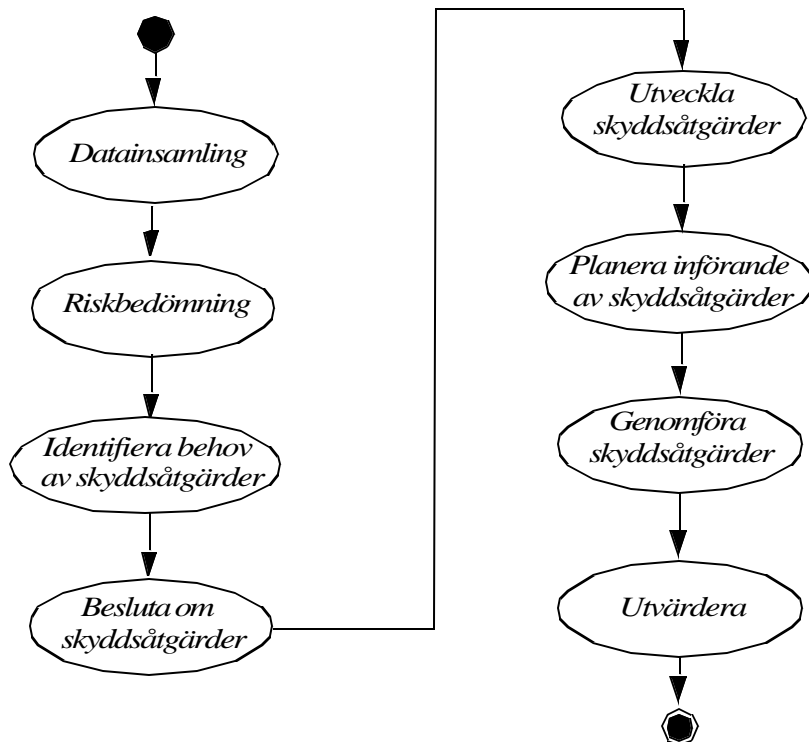 Datainsamling
Riskbedömning
Identifiera behov
av skyddsåtgärder
Besluta om
skyddsåtgärder
Utveckla
skyddsåtgärder
Planera införande
av skyddsåtgärder
Genomföra
skyddsåtgärder
Utvärdera